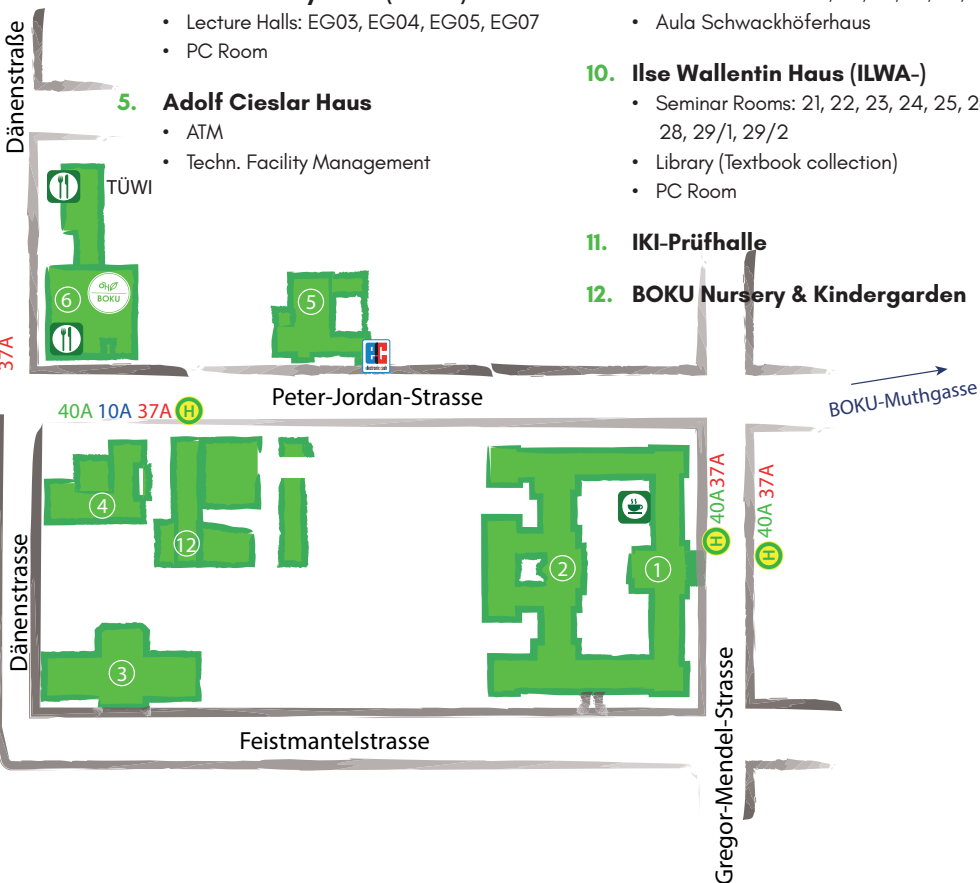 • Lecture Halls: EG03, EG04, EG05, EG07
• PC Room
5. Adolf Cieslar Haus
• ATM
• Techn. Facility Management
• Aula Schwackhöferhaus
10. Ilse Wallentin Haus (ILWA-)
• Seminar Rooms: 21, 22, 23, 24, 25, 2
28, 29/1, 29/2
• Library (Textbook collection)
• PC Room
11. IKI-Prüfhalle
12. BOKU Nursery & Kindergarden
Dänenstraße
TÜWI
6
BOKU
5
ec
37A
Peter-Jordan-Strasse
BOKU-Muthgasse
40A 10A 37A H
4
12
2
1
H 40A 37A
H 40A 37A
Dänenstrasse
3
Feistmantelstrasse
Gregor-Mendel-Strasse